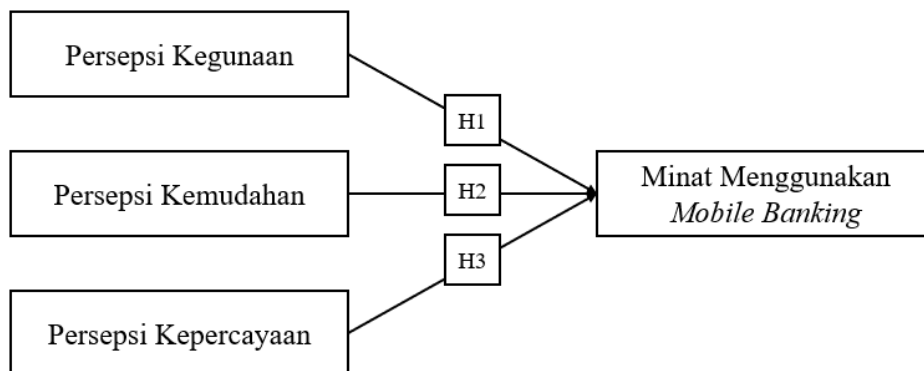 Persepsi Kegunaan
H1
Persepsi Kemudahan
H2
Minat Menggunakan
Mobile Banking
H3
Persepsi Kepercayaan